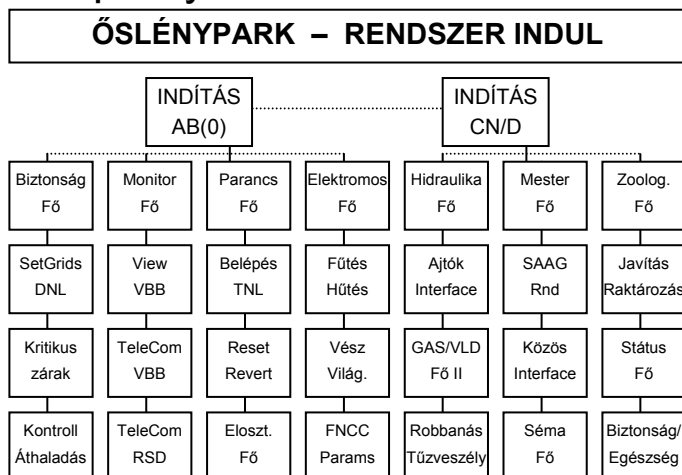 ŐSLÉNYPARK – RENDSZER INDUL
INDÍTÁS
AB(0)
INDÍTÁS
CN/D
Biztonság
Fő
Monitor
Fő
Parancs
Fő
Elektromos
Fő
Hidraulika
Fő
Mester
Fő
Zoolog.
Fő
SetGrids
DNL
View
VBB
Belépés
TNL
Fűtés
Hűtés
Ajtók
Interface
SAAG
Rnd
Javítás
Raktározás
Kritikus
zárak
TeleCom
VBB
Reset
Revert
Vész
Világ.
GAS/VLD
Fő II
Közös
Interface
Státus
Fő
Kontroll
Áthaladás
TeleCom
RSD
Eloszt.
Fő
FNCC
Params
Robbanás
Tűzveszély
Séma
Fő
Biztonság/
Egészség